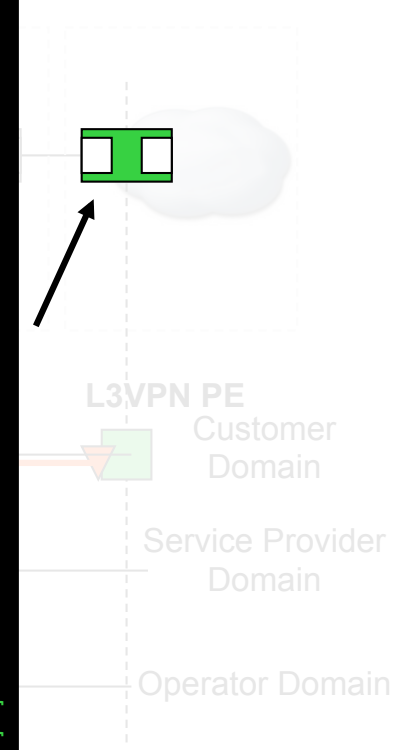 L3VPN PE
Customer
Domain
Service Provider
Domain
Operator Domain